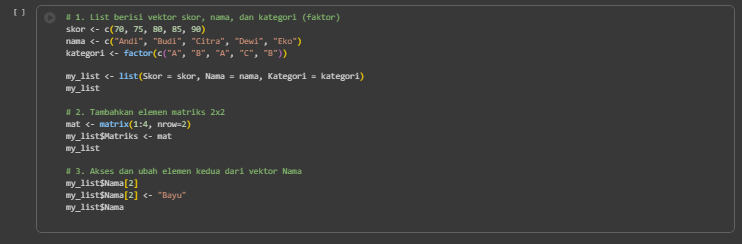 [ ]
# 1. List berisi vektor skor, nama, dan kategori (faktor)
skor <- c(70, 75, 80, 85, 90)
nama <- c("Andi", "Budi", "Citra", "Dewi", "Eko")
kategori <- factor(c("A", "B", "A", "C", "B"))
my_list <- list(Skor = skor, Nama = nama, Kategori = kategori)
my_list
# 2. Tambahkan elemen matriks 2x2
mat <- matrix(1:4, nrow=2)
my_list$Matriks <- mat
my_list
# 3. Akses dan ubah elemen kedua dari vektor Nama
my_list$Nama[2]
my_list$Nama[2] <- "Bayu"
my_list$Nama